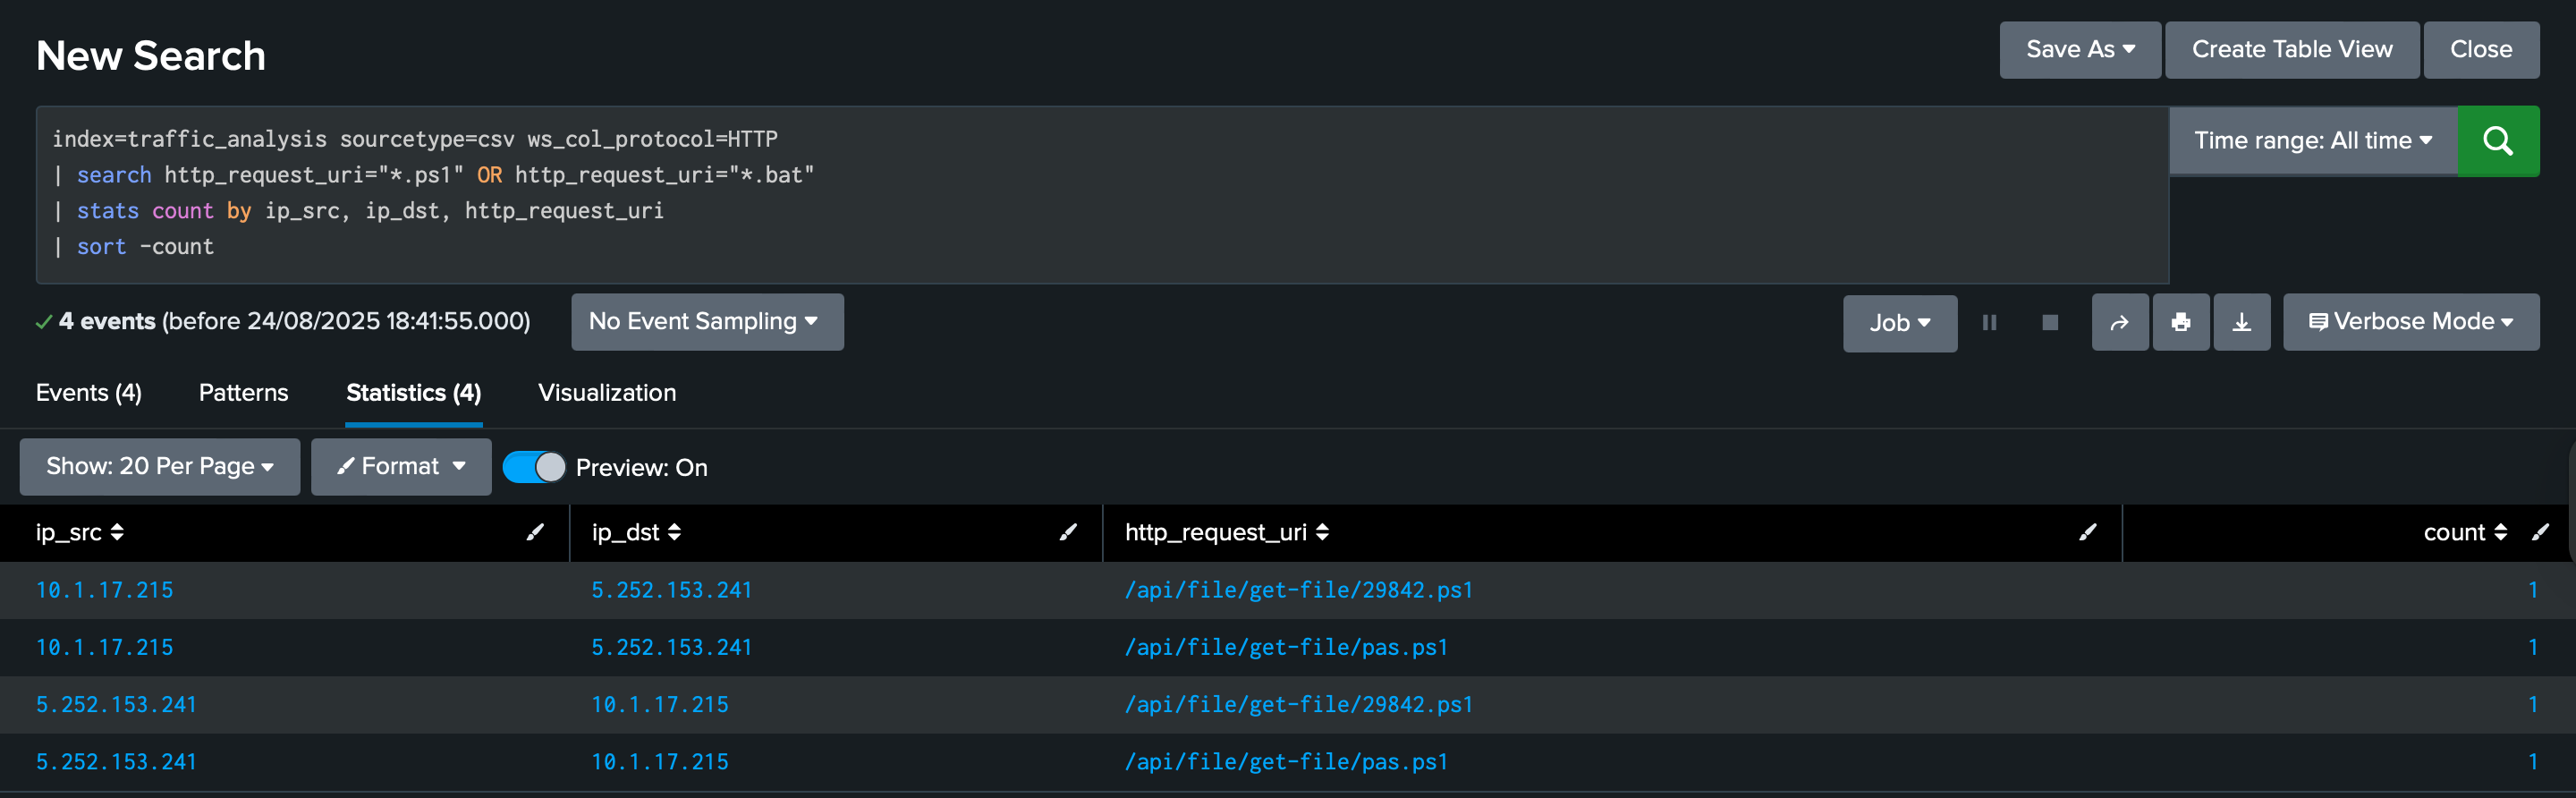 New Search
Save As
Create Table View
Close
index=traffic_analysis sourcetype=csv ws_col_protocol=HTTP
| search http_request_uri="*.ps1" OR http_request_uri="*.bat"
| stats count by ip_src, ip_dst, http_request_uri
| sort -count
Time range: All time
4 events (before 24/08/2025 18:41:55.000)
No Event Sampling
Job
Verbose Mode
Events (4)
Patterns
Statistics (4)
Visualization
Show: 20 Per Page
Format
Preview: On
ip_src ip_dst http_request_uri count
10.1.17.215 5.252.153.241 /api/file/get-file/29842.ps1 1
10.1.17.215 5.252.153.241 /api/file/get-file/pas.ps1 1
5.252.153.241 10.1.17.215 /api/file/get-file/29842.ps1 1
5.252.153.241 10.1.17.215 /api/file/get-file/pas.ps1 1